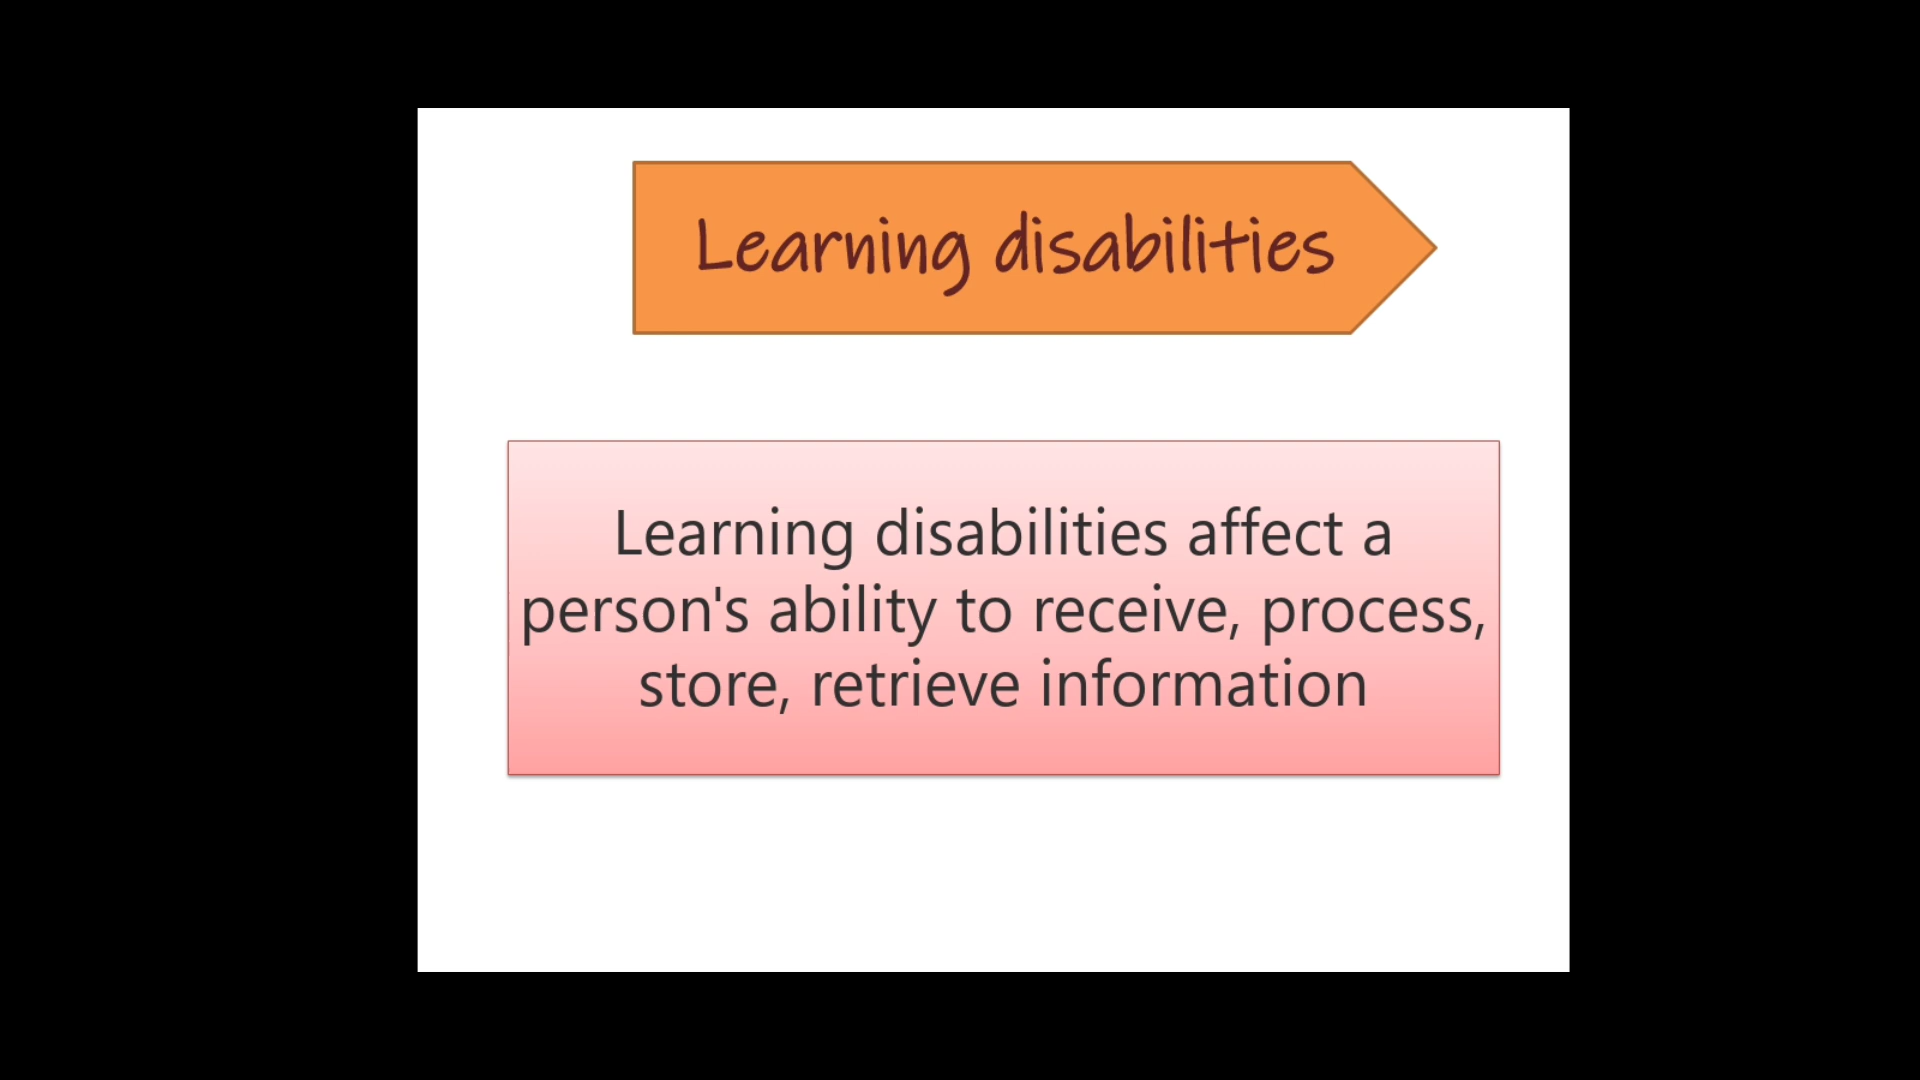 Learning disabilities
Learning disabilities affect a
person's ability to receive, process,
store, retrieve information